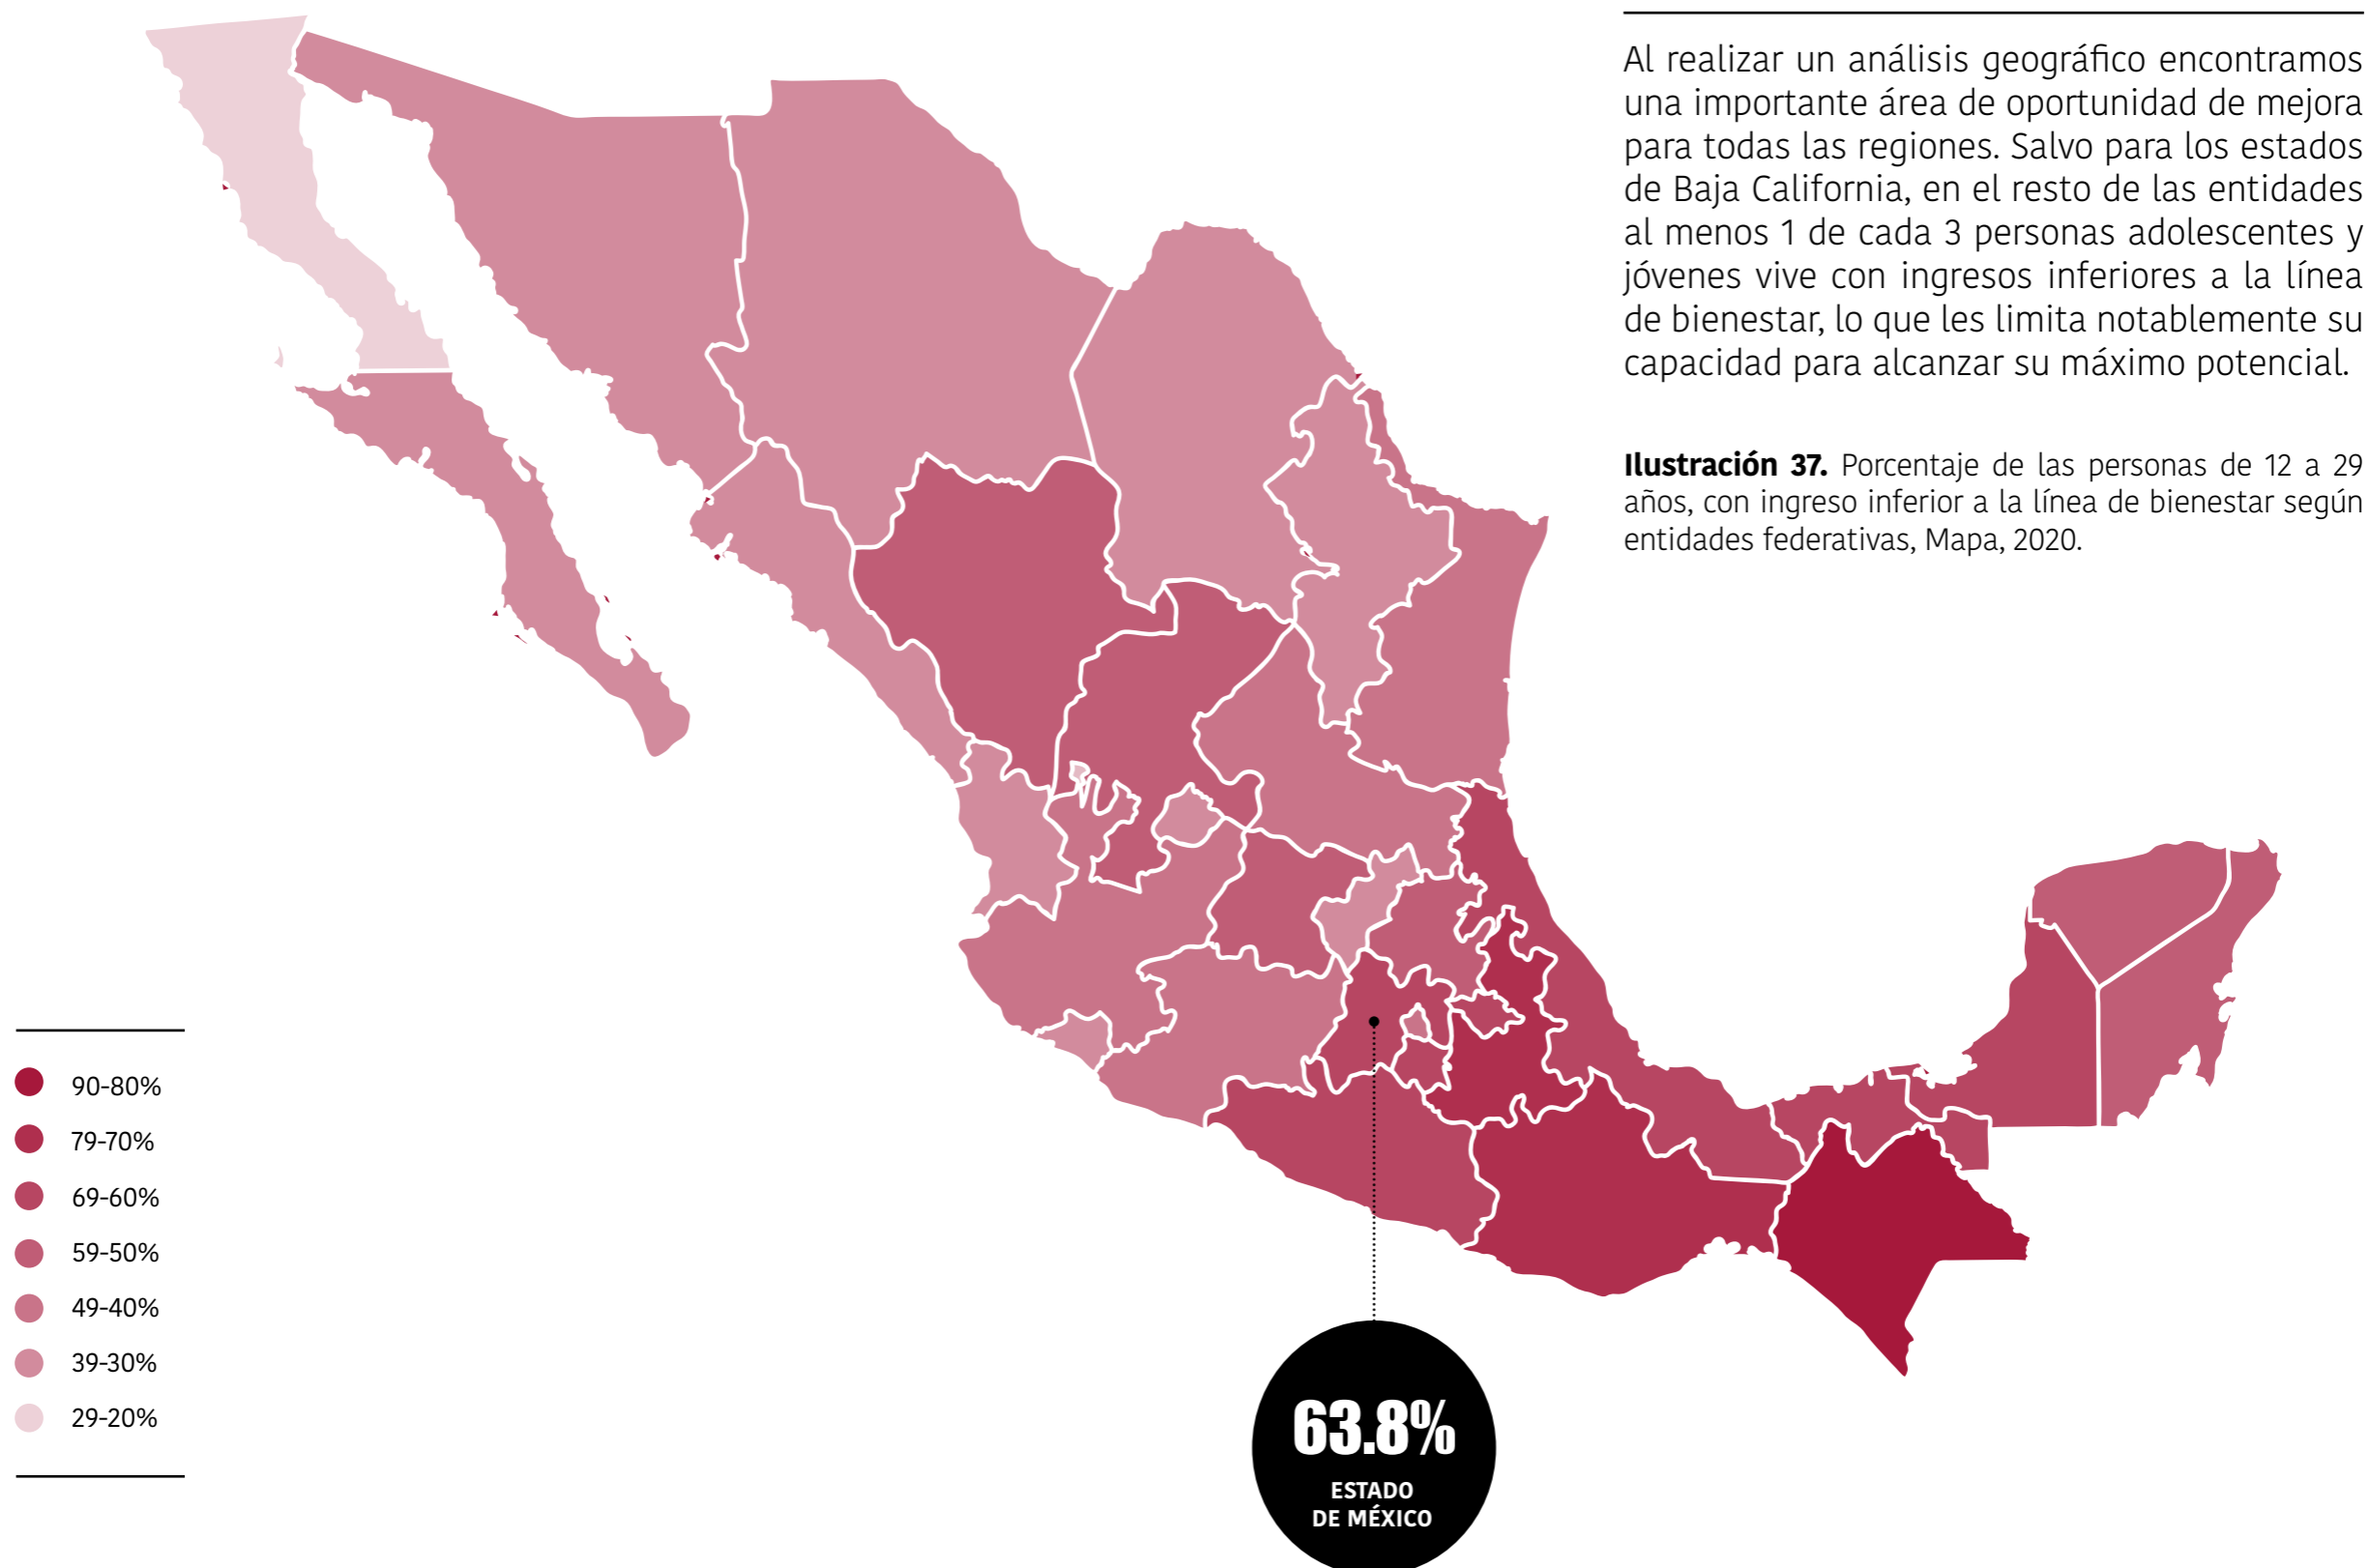 Al realizar un análisis geográfico encontramos
una importante área de oportunidad de mejora
para todas las regiones. Salvo para los estados
de Baja California, en el resto de las entidades
al menos 1 de cada 3 personas adolescentes y
jóvenes vive con ingresos inferiores a la línea
de bienestar, lo que les limita notablemente su
capacidad para alcanzar su máximo potencial.
Ilustración 37. Porcentaje de las personas de 12 a 29
años, con ingreso inferior a la línea de bienestar según
entidades federativas, Mapa, 2020.
90-80%
79-70%
69-60%
59-50%
49-40%
39-30%
29-20%
63.8%
ESTADO
DE MÉXICO